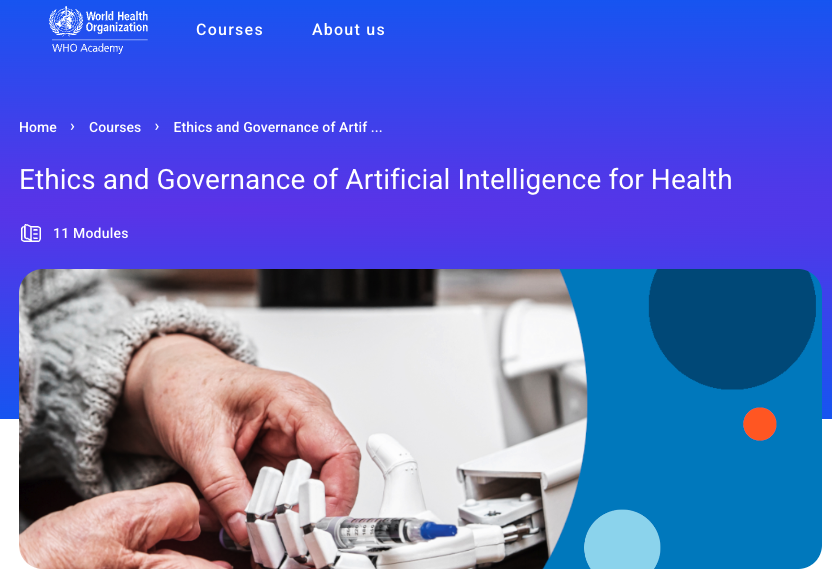 World Health
Organization
WHO Academy
Courses
About us
Home › Courses › Ethics and Governance of Artif ...
Ethics and Governance of Artificial Intelligence for Health
11 Modules